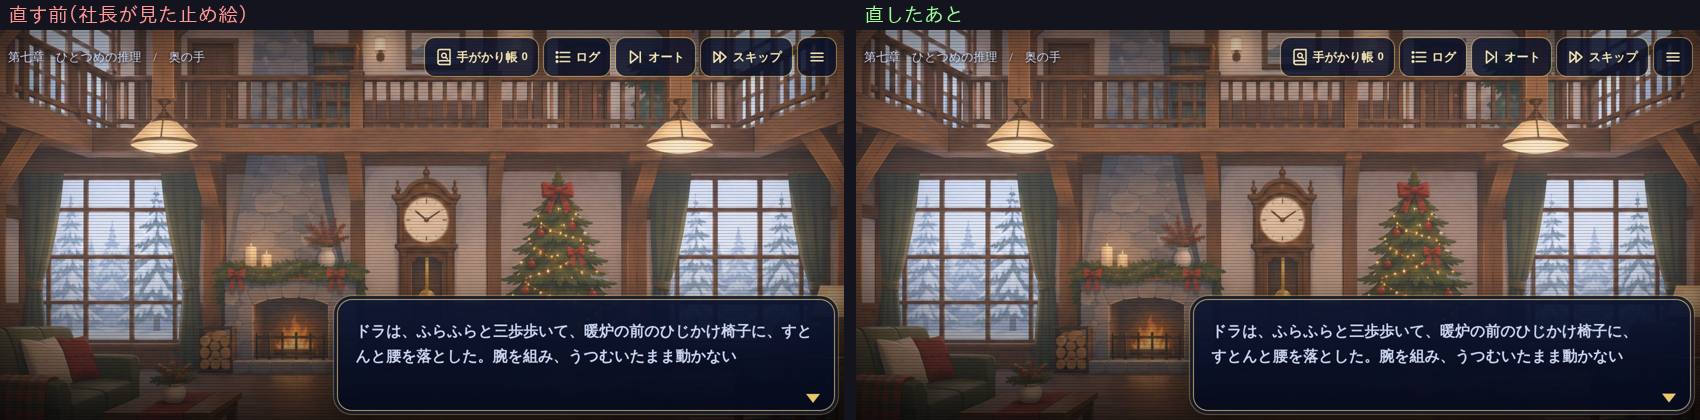 直す前(社長が見た止め絵)
第七章 ひとつめの推理 / 奥の手
手がかり帳 0
ログ
オート
スキップ
ドラは、ふらふらと三歩歩いて、暖炉の前のひじかけ椅子に、すと
んと腰を落とした。腕を組み、うつむいたまま動かない
直したあと
第七章 ひとつめの推理 / 奥の手
手がかり帳 0
ログ
オート
スキップ
ドラは、ふらふらと三歩歩いて、暖炉の前のひじかけ椅子に、
すとんと腰を落とした。腕を組み、うつむいたまま動かない